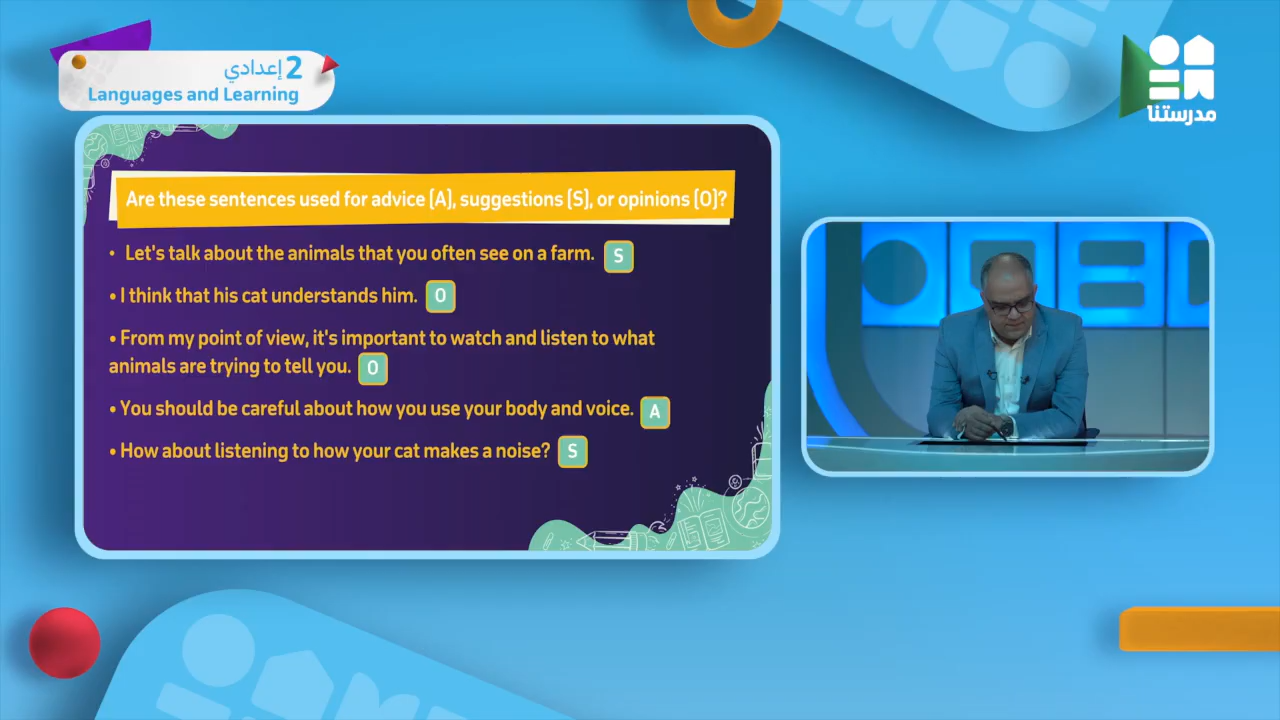 2 إعدادي
Languages and Learning
مدرستنا
Are these sentences used for advice (A), suggestions (S), or opinions (O)?
• Let's talk about the animals that you often see on a farm. S
• I think that his cat understands him. O
• From my point of view, it's important to watch and listen to what
animals are trying to tell you. O
• You should be careful about how you use your body and voice. A
• How about listening to how your cat makes a noise? S